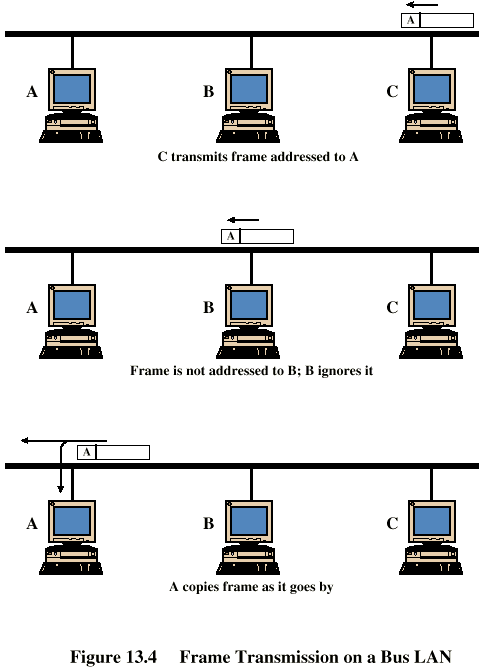 A
A B C
C transmits frame addressed to A
A
A B C
Frame is not addressed to B; B ignores it
A
A B C
A copies frame as it goes by
Figure 13.4 Frame Transmission on a Bus LAN